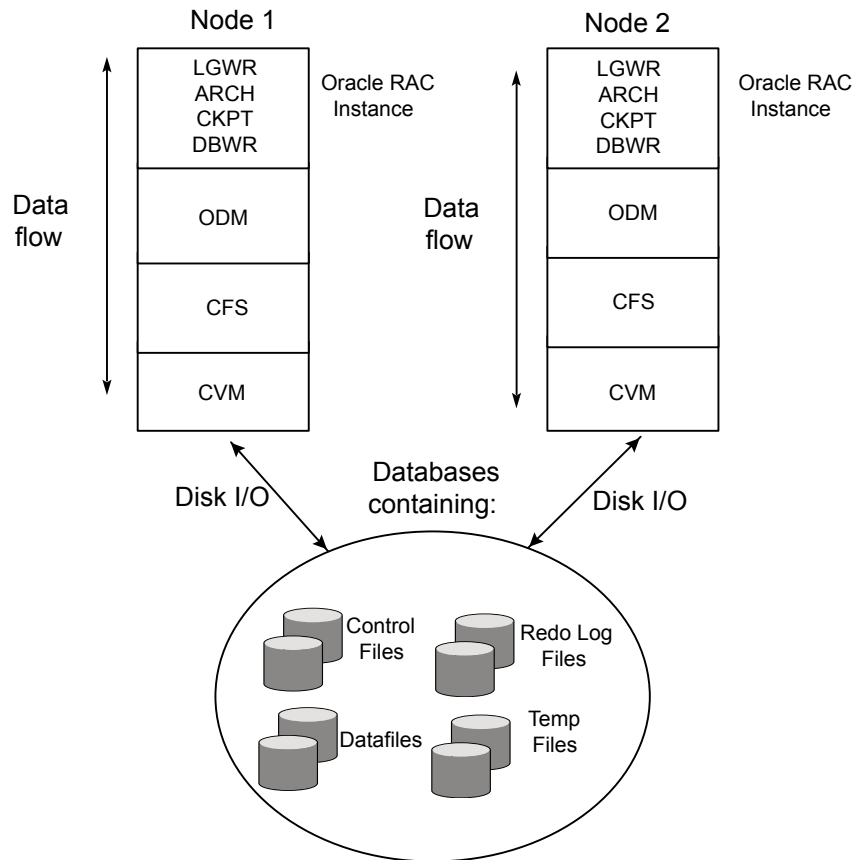 Node 1
LGWR
ARCH
CKPT
DBWR
Oracle RAC
Instance
Data
flow
ODM
CFS
CVM
Node 2
LGWR
ARCH
CKPT
DBWR
Oracle RAC
Instance
Data
flow
ODM
CFS
CVM
Disk I/O
Databases
containing:
Disk I/O
Control
Files
Redo Log
Files
Datafiles
Temp
Files